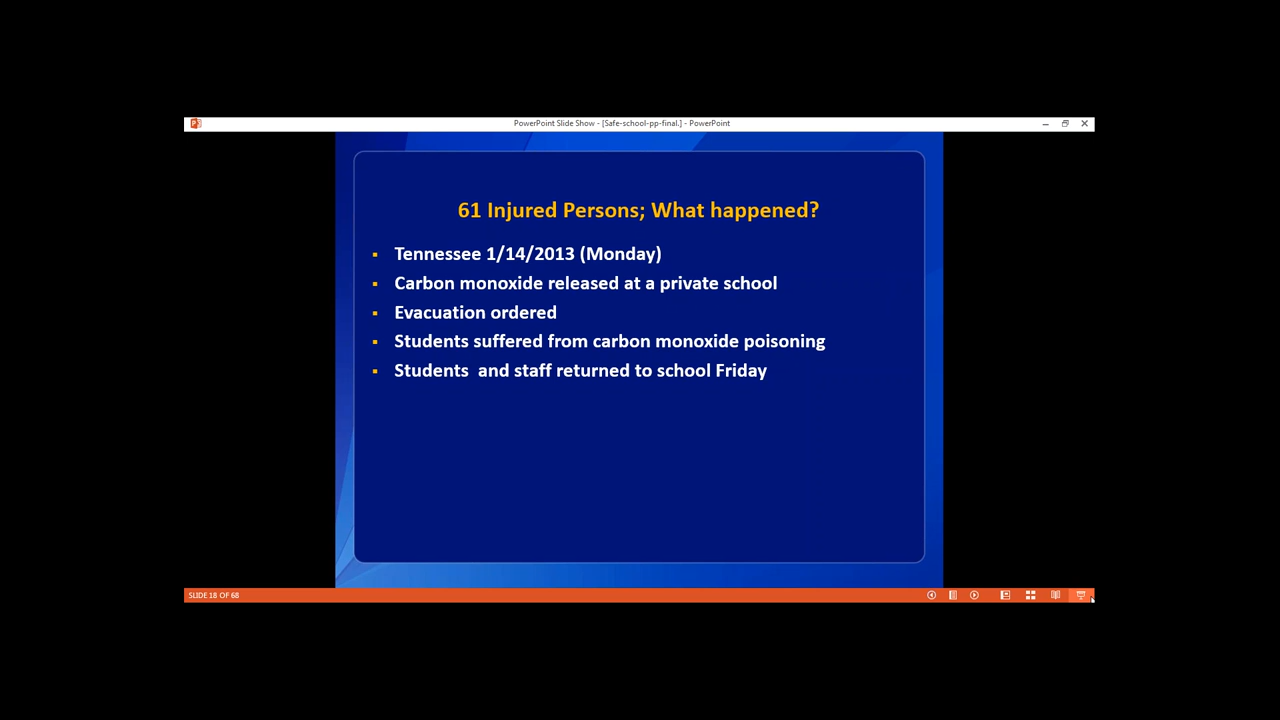 PowerPoint Slide Show - [Safe-school-pp-final.] - PowerPoint
61 Injured Persons; What happened?
▪ Tennessee 1/14/2013 (Monday)
▪ Carbon monoxide released at a private school
▪ Evacuation ordered
▪ Students suffered from carbon monoxide poisoning
▪ Students  and staff returned to school Friday
SLIDE 18 OF 68